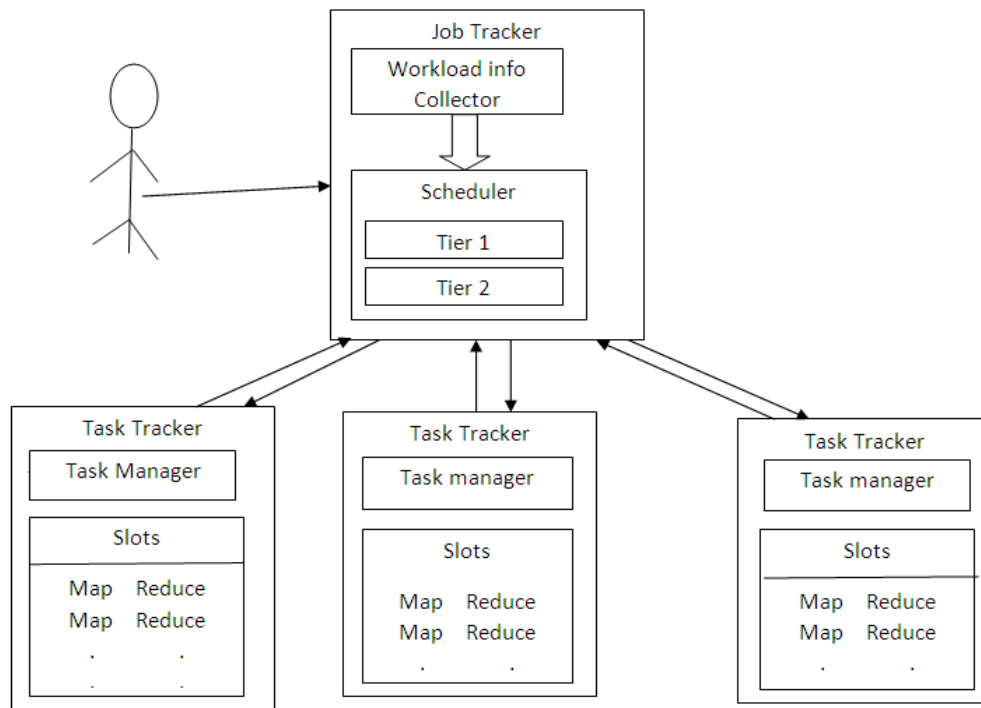 Job Tracker
Workload info
Collector
Scheduler
Tier 1
Tier 2
Task Tracker
Task Manager
Slots
Map Reduce
Map Reduce
. .
. .
Task Tracker
Task manager
Slots
Map Reduce
Map Reduce
. .
Task Tracker
Task manager
Slots
Map Reduce
Map Reduce
. .